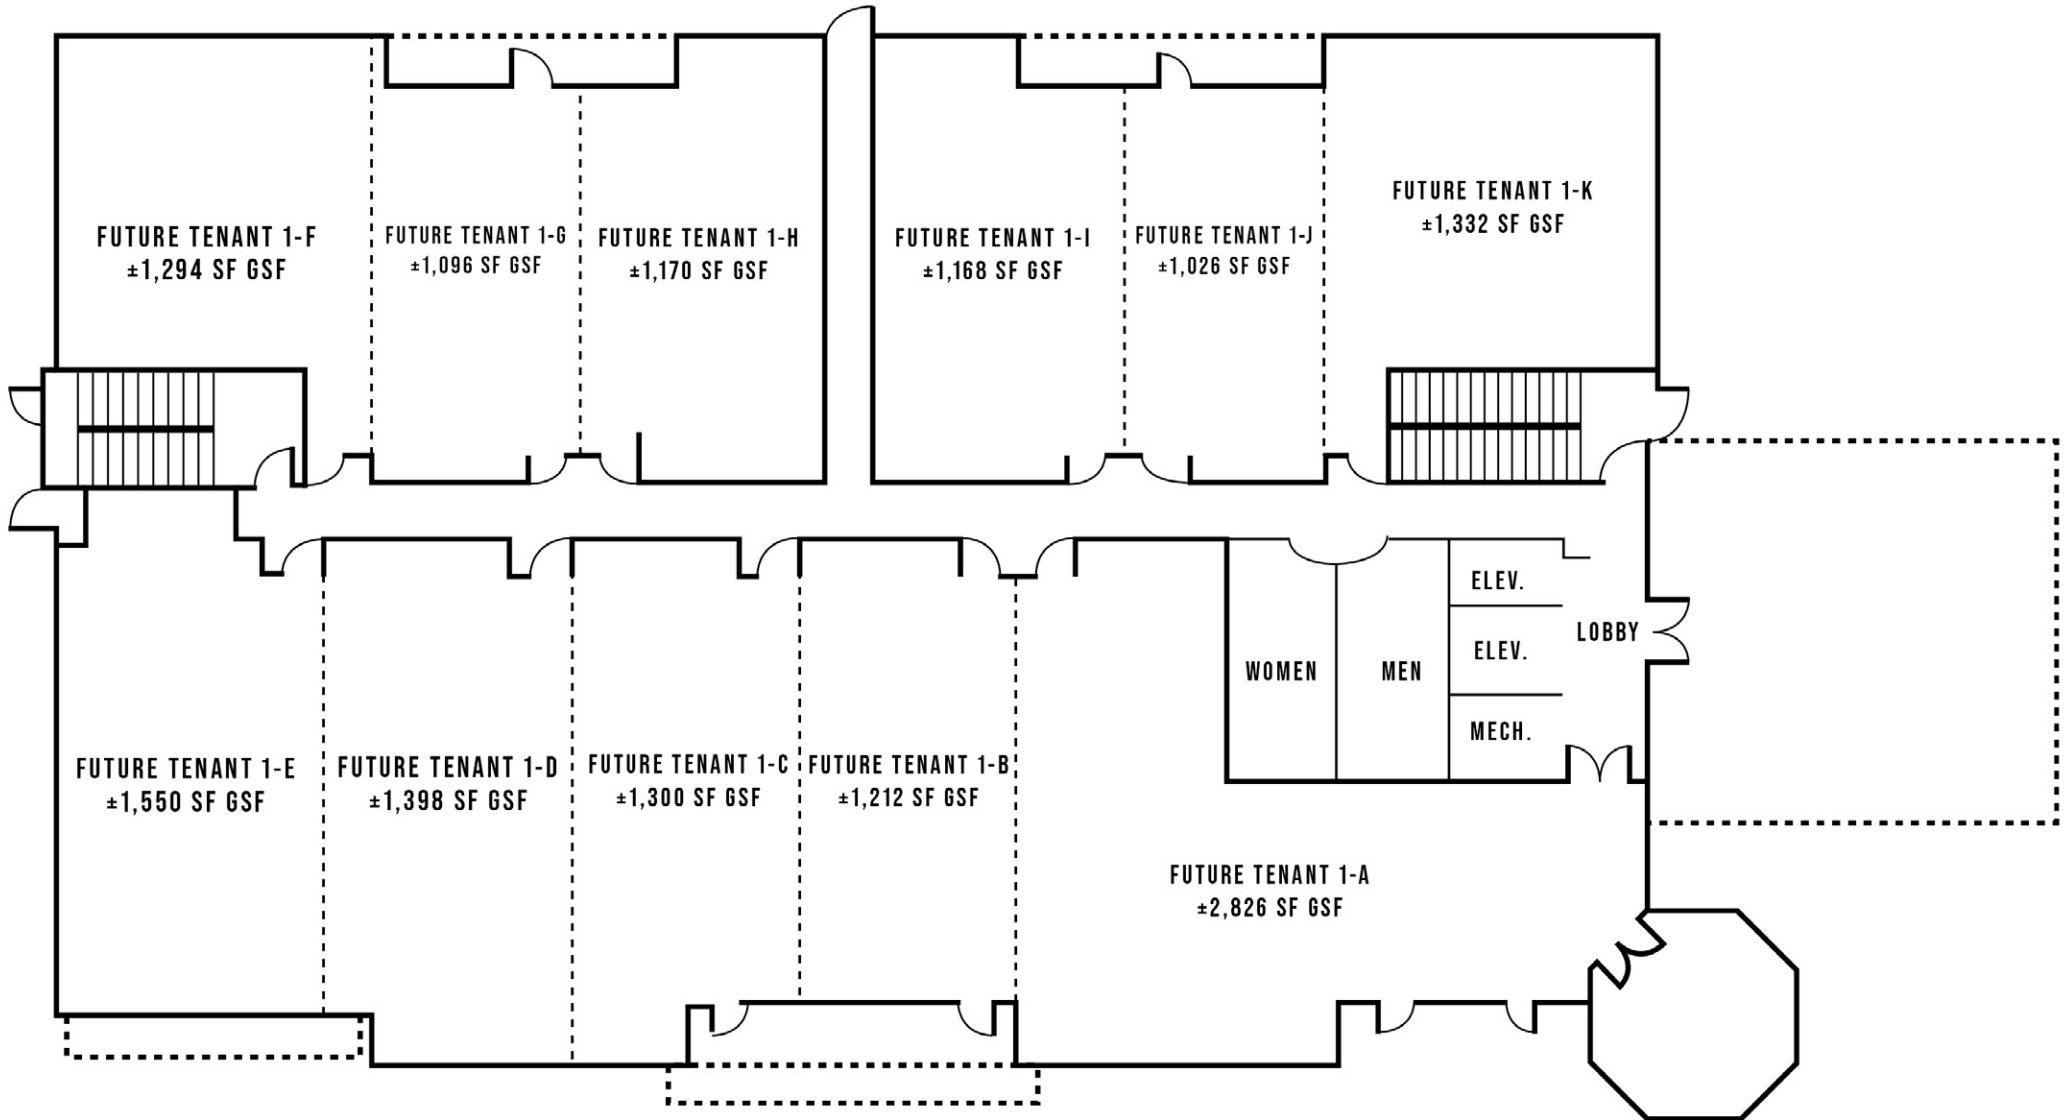 FUTURE TENANT 1-F
±1,294 SF GSF
FUTURE TENANT 1-G
±1,096 SF GSF
FUTURE TENANT 1-H
±1,170 SF GSF
FUTURE TENANT 1-I
±1,168 SF GSF
FUTURE TENANT 1-J
±1,026 SF GSF
FUTURE TENANT 1-K
±1,332 SF GSF
FUTURE TENANT 1-E
±1,550 SF GSF
FUTURE TENANT 1-D
±1,398 SF GSF
FUTURE TENANT 1-C
±1,300 SF GSF
FUTURE TENANT 1-B
±1,212 SF GSF
FUTURE TENANT 1-A
±2,826 SF GSF
WOMEN
MEN
ELEV.
ELEV.
MECH.
LOBBY